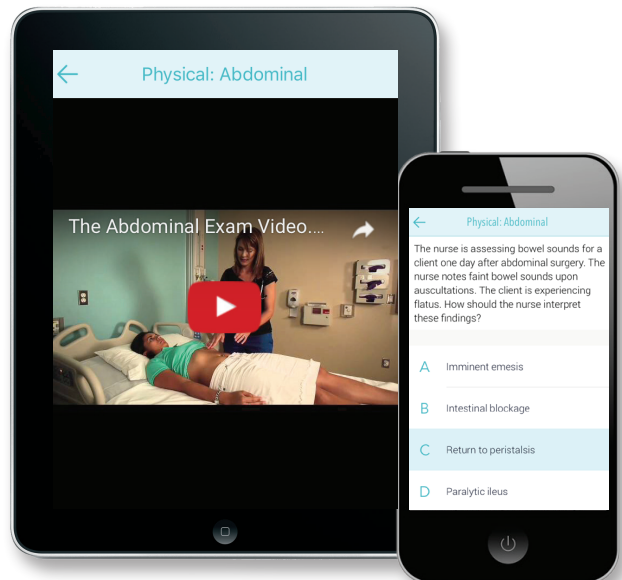 Physical: Abdominal
The Abdominal Exam Video....
Physical: Abdominal
The nurse is assessing bowel sounds for a
client one day after abdominal surgery. The
nurse notes faint bowel sounds upon
auscultations. The client is experiencing
flatus. How should the nurse interpret
these findings?
A Imminent emesis
B Intestinal blockage
C Return to peristalsis
D Paralytic ileus